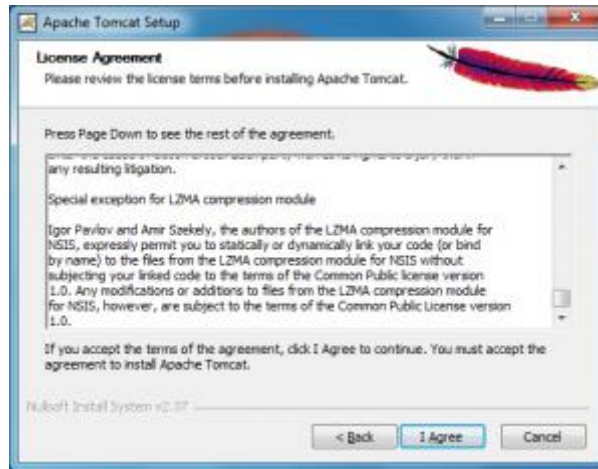 Apache Tomcat Setup
License Agreement
Please review the license terms before installing Apache Tomcat.
Press Page Down to see the rest of the agreement.
any resulting litigation.
Special exception for LZMA compression module
Igor Pavlov and Amir Szekely, the authors of the LZMA compression module for
NSIS, expressly permit you to statically or dynamically link your code (or bind
by name) to the files from the LZMA compression module for NSIS without
subjecting your linked code to the terms of the Common Public license version
1.0. Any modifications or additions to files from the LZMA compression module
for NSIS, however, are subject to the terms of the Common Public License version
1.0.
If you accept the terms of the agreement, click I Agree to continue. You must accept the
agreement to install Apache Tomcat.
Nullsoft Install System
< Back
I Agree
Cancel